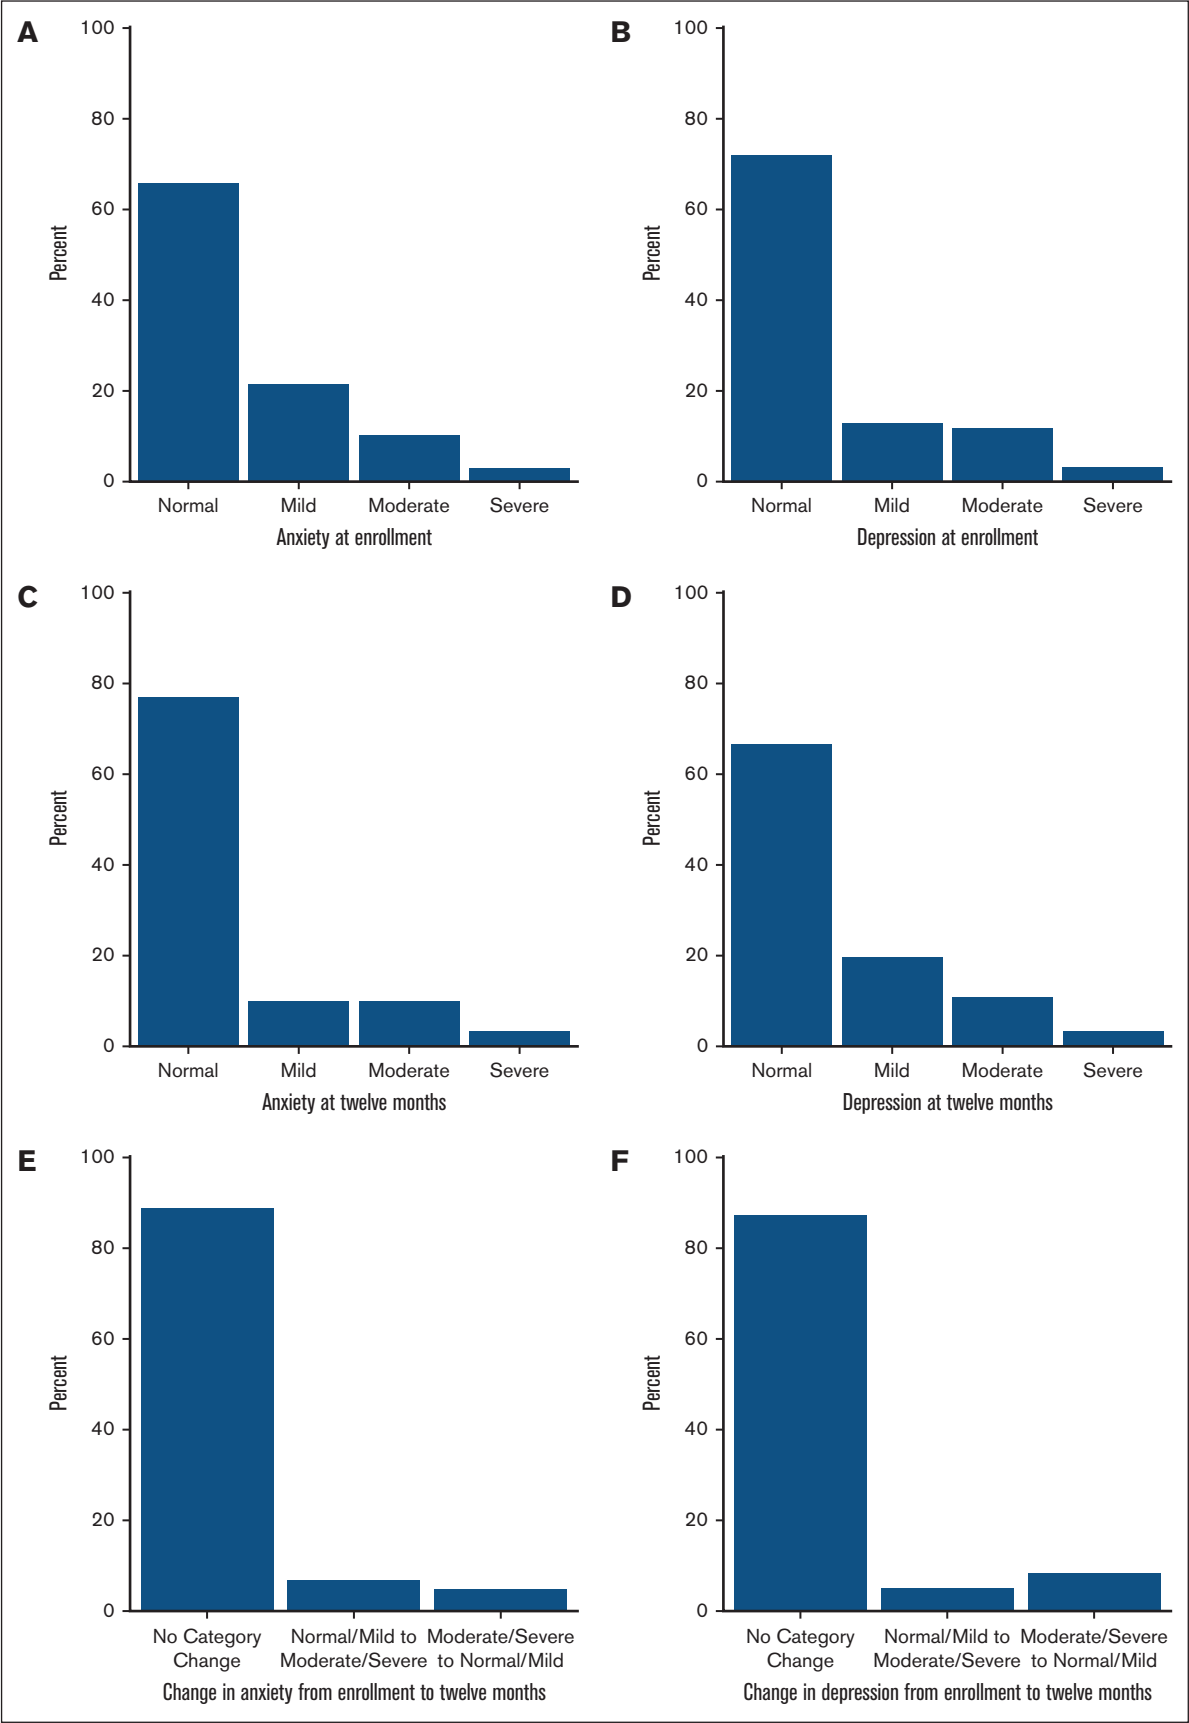 A
100
80
60
40
20
0
Percent
Normal Mild Moderate Severe
Anxiety at enrollment
B
100
80
60
40
20
0
Percent
Normal Mild Moderate Severe
Depression at enrollment
C
100
80
60
40
20
0
Percent
Normal Mild Moderate Severe
Anxiety at twelve months
D
100
80
60
40
20
0
Percent
Normal Mild Moderate Severe
Depression at twelve months
E
100
80
60
40
20
0
Percent
No Category Normal/Mild to Moderate/Severe
Change Moderate/Severe to Normal/Mild
Change in anxiety from enrollment to twelve months
F
100
80
60
40
20
0
Percent
No Category Normal/Mild to Moderate/Severe
Change Moderate/Severe to Normal/Mild
Change in depression from enrollment to twelve months